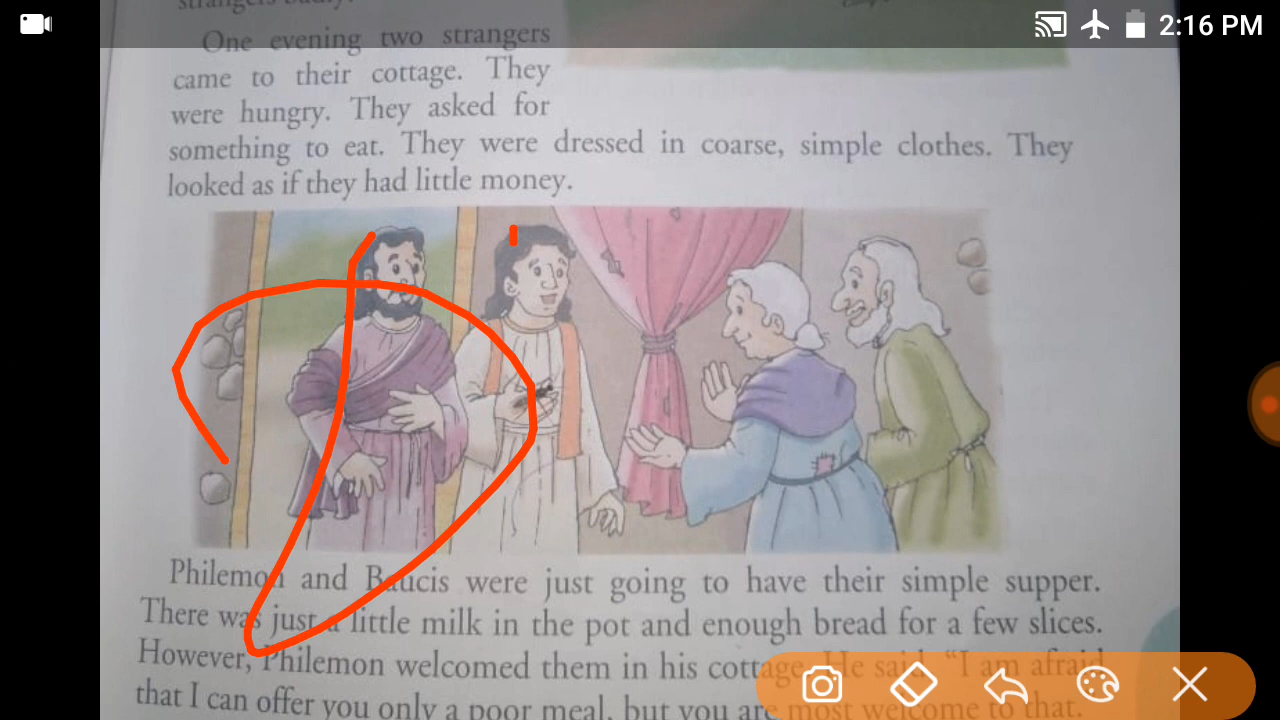 2:16 PM
strangers badly.
One evening two strangers
came to their cottage. They
were hungry. They asked for
something to eat. They were dressed in coarse, simple clothes. They
looked as if they had little money.
Philemon and Baucis were just going to have their simple supper.
There was just a little milk in the pot and enough bread for a few slices.
However, Philemon welcomed them in his cottage. He said, “I am afraid
that I can offer you only a poor meal, but you are most welcome to that.